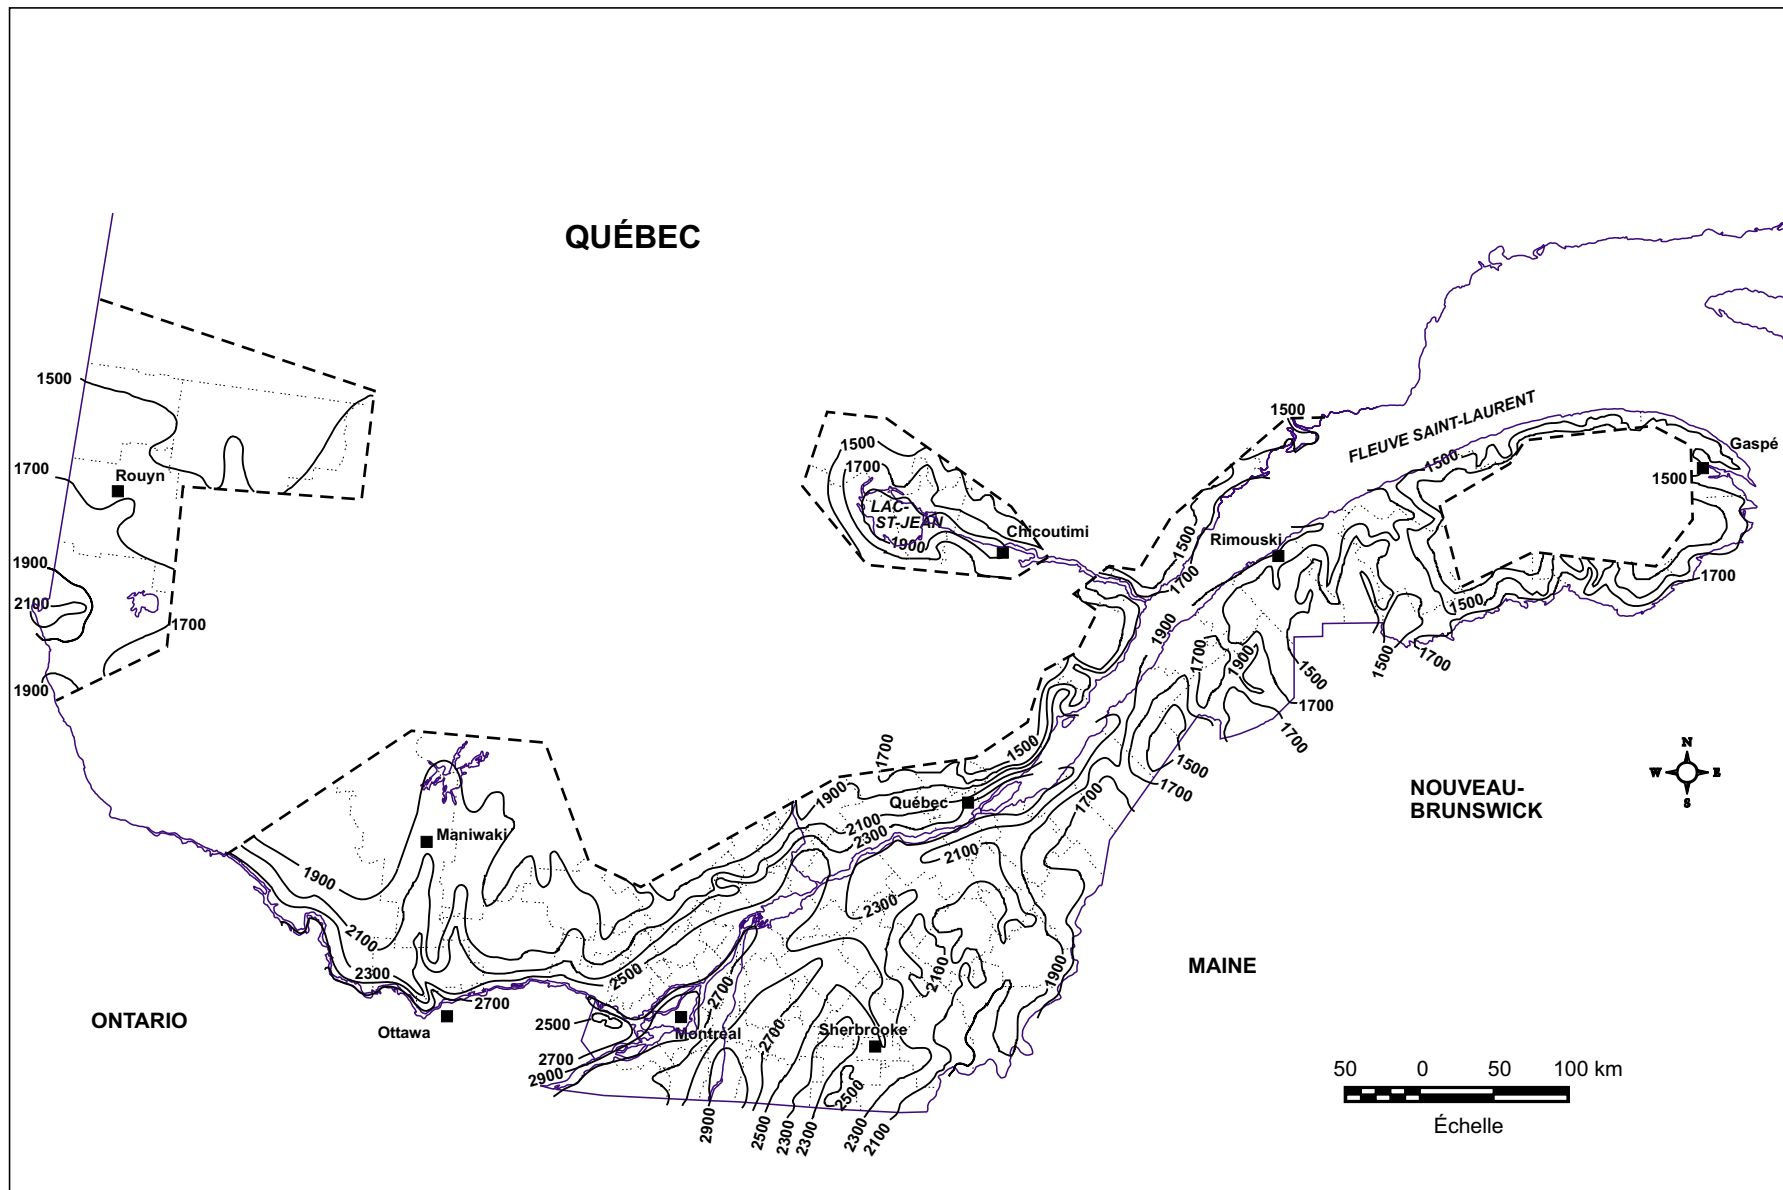 QUÉBEC
1500
1700
Rouyn
1900
2100
1700
1900
1500
1700
LAC-
ST-JEAN
1900
Chicoutimi
1500
FLEUVE SAINT-LAURENT
1500
Gaspé
1500
1500
Rimouski
1700
1900
1700
1900
1500
1700
1700
1500
1700
1500
1700
1700
1500
1900
Québec
2100
2300
1500
1700
1700
2100
N
W
E
S
NOUVEAU-
BRUNSWICK
Maniwaki
1900
2100
2300
2700
Ottawa
2500
2300
2100
1900
MAINE
ONTARIO
2500
2700
2900
Montréal
2700
2700
Sherbrooke
2500
2900
2500
2300
2300
2300
2100
50
0
50
100 km
Échelle